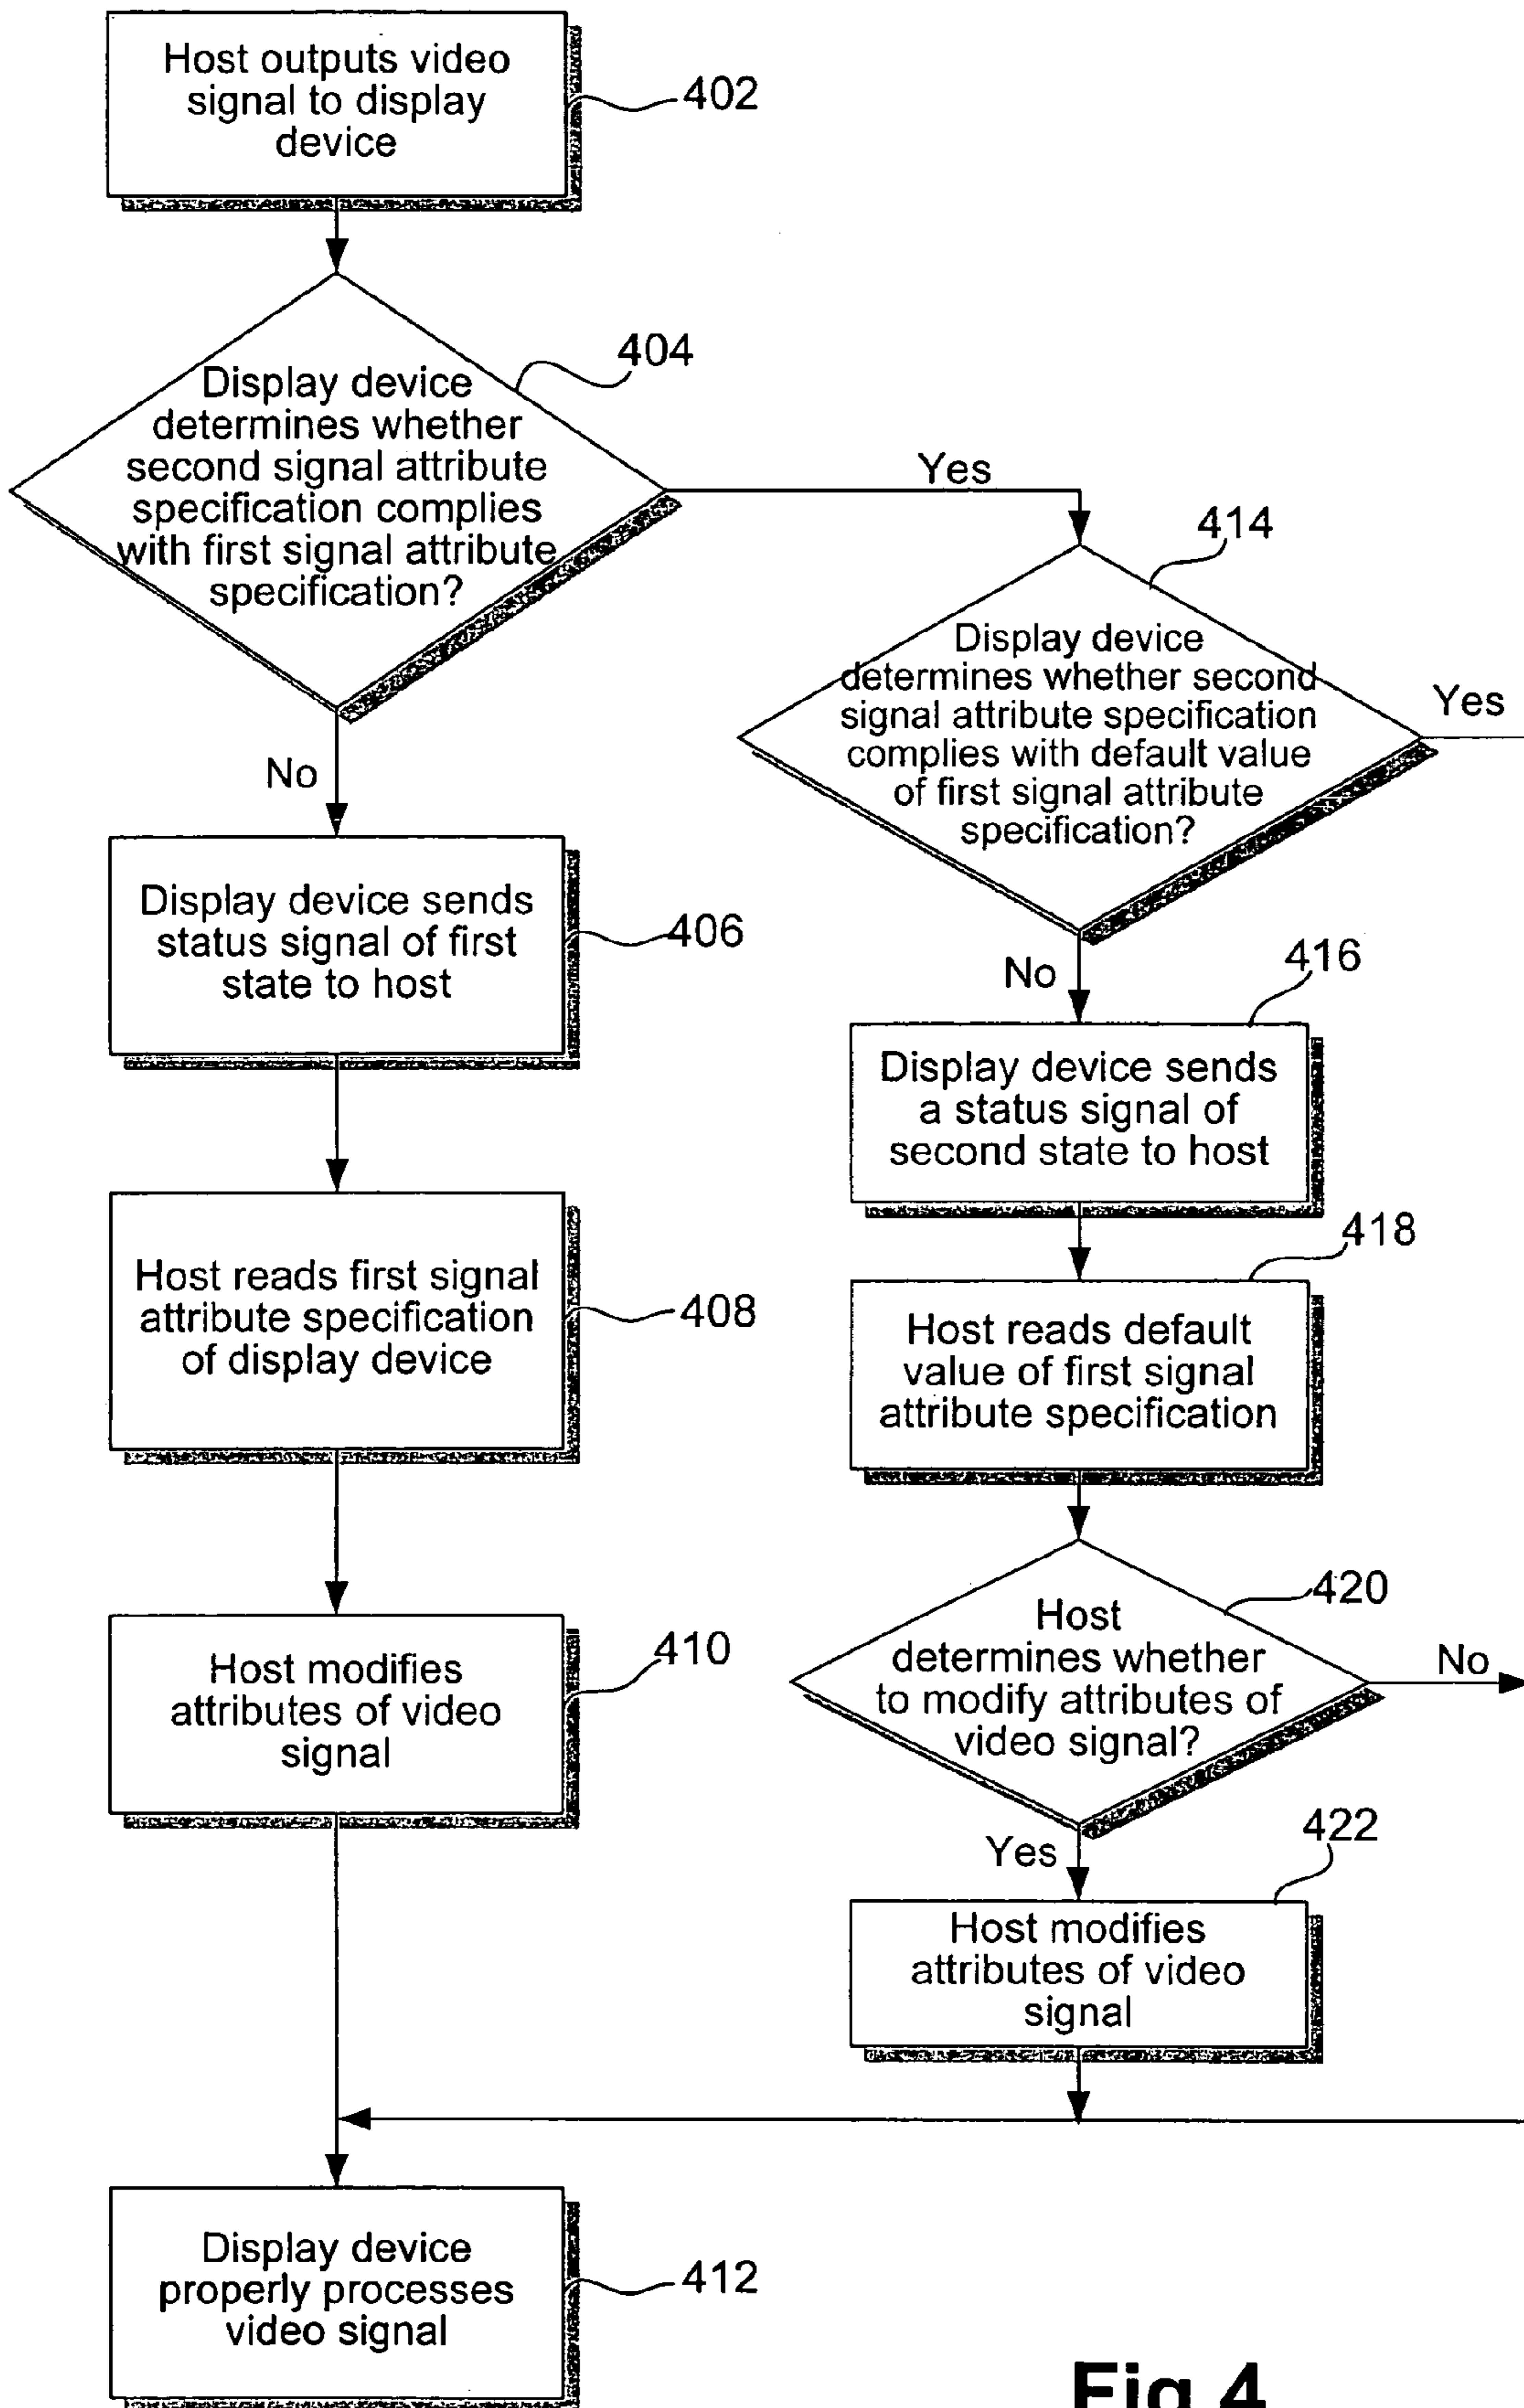 Host outputs video
signal to display
device
402
404
Display device
determines whether
second signal attribute
specification complies
with first signal attribute
specification?
Yes
No
414
Display device
determines whether second
signal attribute specification
complies with default value
of first signal attribute
specification?
Yes
No
Display device sends
status signal of first
state to host
406
416
Display device sends
a status signal of
second state to host
Host reads first signal
attribute specification
of display device
408
418
Host reads default
value of first signal
attribute specification
420
Host
determines whether
to modify attributes of
video signal?
No
Yes
Host modifies
attributes of video
signal
410
422
Host modifies
attributes of video
signal
Display device
properly processes
video signal
412
Fig 4